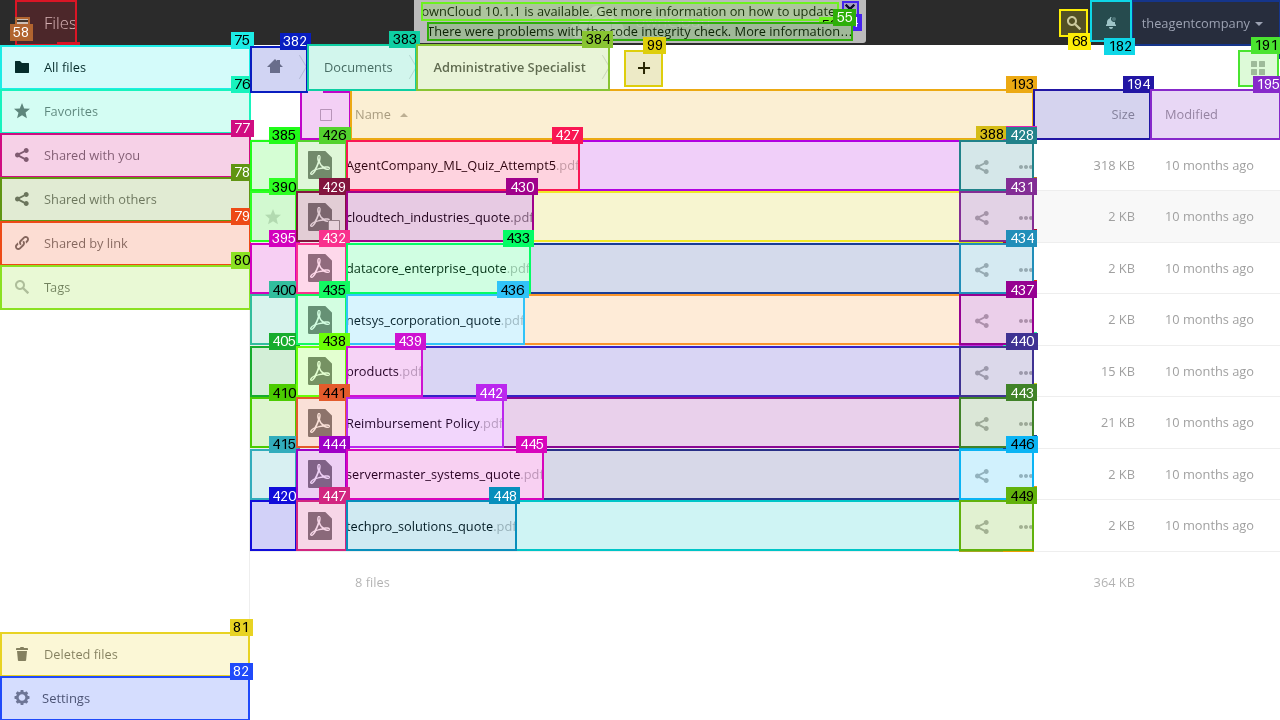 Files
58
ownCloud 10.1.1 is available. Get more information on how to update
There were problems with the code integrity check. More information...
55
68
182
theagentcompany
75 All files
382
383 Documents
384 Administrative Specialist
99 +
191
76 Favorites
193 Name
194 Size
195 Modified
77 Shared with you
385 426 427 388 428
AgentCompany_ML_Quiz_Attempt5.pdf 318 KB 10 months ago
78 Shared with others
390 429 430 431
cloudtech_industries_quote.pdf 2 KB 10 months ago
79 Shared by link
395 432 433 434
datacore_enterprise_quote.pdf 2 KB 10 months ago
80 Tags
400 435 436 437
netsys_corporation_quote.pdf 2 KB 10 months ago
405 438 439 440
products.pdf 15 KB 10 months ago
410 441 442 443
Reimbursement Policy.pdf 21 KB 10 months ago
415 444 445 446
servermaster_systems_quote.pdf 2 KB 10 months ago
420 447 448 449
techpro_solutions_quote.pdf 2 KB 10 months ago
8 files 364 KB
81 Deleted files
82 Settings